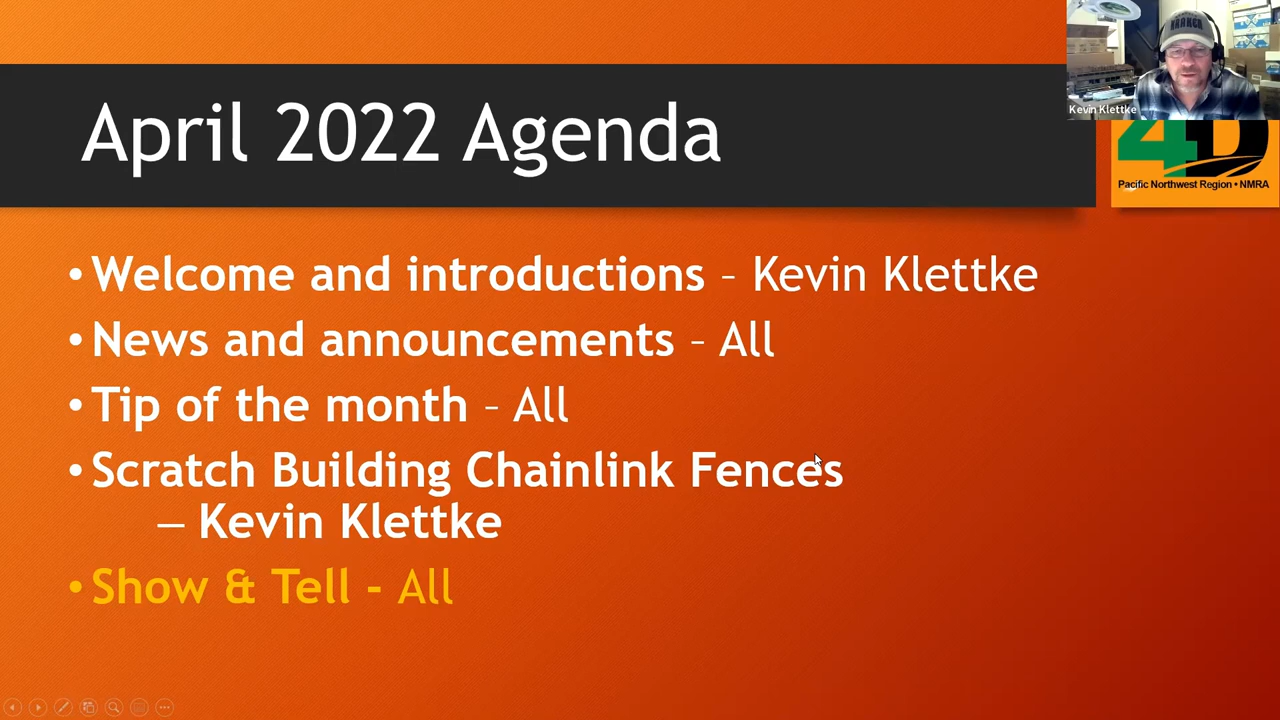 April 2022 Agenda
Kevin Klettke
4D
Pacific Northwest Region • NMRA
• Welcome and introductions – Kevin Klettke
• News and announcements – All
• Tip of the month – All
• Scratch Building Chainlink Fences
– Kevin Klettke
• Show & Tell - All